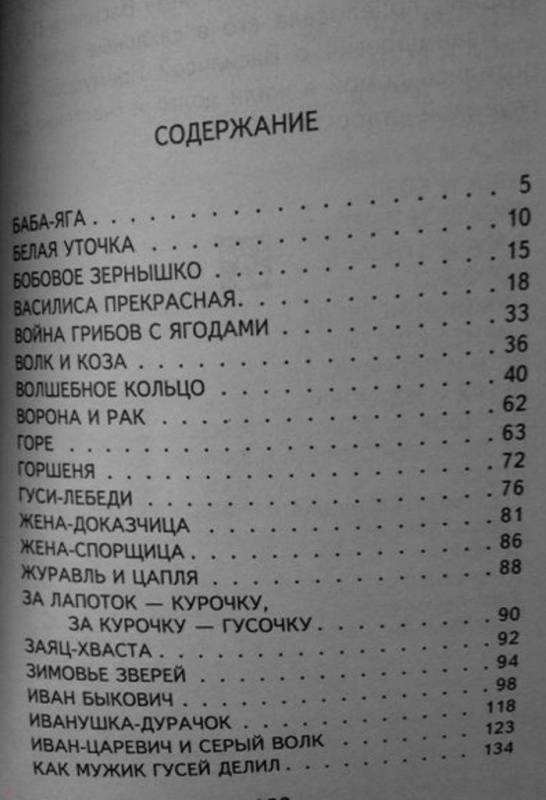 СОДЕРЖАНИЕ
БАБА-ЯГА . . . . . . . . . . . . . . . . . . . . 5
БЕЛАЯ УТОЧКА . . . . . . . . . . . . . . . . . 10
БОБОВОЕ ЗЕРНЫШКО . . . . . . . . . . . . . . 15
ВАСИЛИСА ПРЕКРАСНАЯ. . . . . . . . . . . . . 18
ВОЙНА ГРИБОВ С ЯГОДАМИ . . . . . . . . . . . 33
ВОЛК И КОЗА . . . . . . . . . . . . . . . . . . 36
ВОЛШЕБНОЕ КОЛЬЦО . . . . . . . . . . . . . . 40
ВОРОНА И РАК . . . . . . . . . . . . . . . . . 62
ГОРЕ . . . . . . . . . . . . . . . . . . . . . . 63
ГОРШЕНЯ . . . . . . . . . . . . . . . . . . . . 72
ГУСИ-ЛЕБЕДИ . . . . . . . . . . . . . . . . . . 76
ЖЕНА-ДОКАЗЧИЦА . . . . . . . . . . . . . . . 81
ЖЕНА-СПОРЩИЦА. . . . . . . . . . . . . . . . 86
ЖУРАВЛЬ И ЦАПЛЯ . . . . . . . . . . . . . . . 88
ЗА ЛАПОТОК — КУРОЧКУ,
ЗА КУРОЧКУ — ГУСОЧКУ. . . . . . . . . . 90
ЗАЯЦ-ХВАСТА . . . . . . . . . . . . . . . . . . 92
ЗИМОВЬЕ ЗВЕРЕЙ . . . . . . . . . . . . . . . . 94
ИВАН БЫКОВИЧ . . . . . . . . . . . . . . . . . 98
ИВАНУШКА-ДУРАЧОК . . . . . . . . . . . . . 118
ИВАН-ЦАРЕВИЧ И СЕРЫЙ ВОЛК . . . . . . . . 123
КАК МУЖИК ГУСЕЙ ДЕЛИЛ. . . . . . . . . . . 134